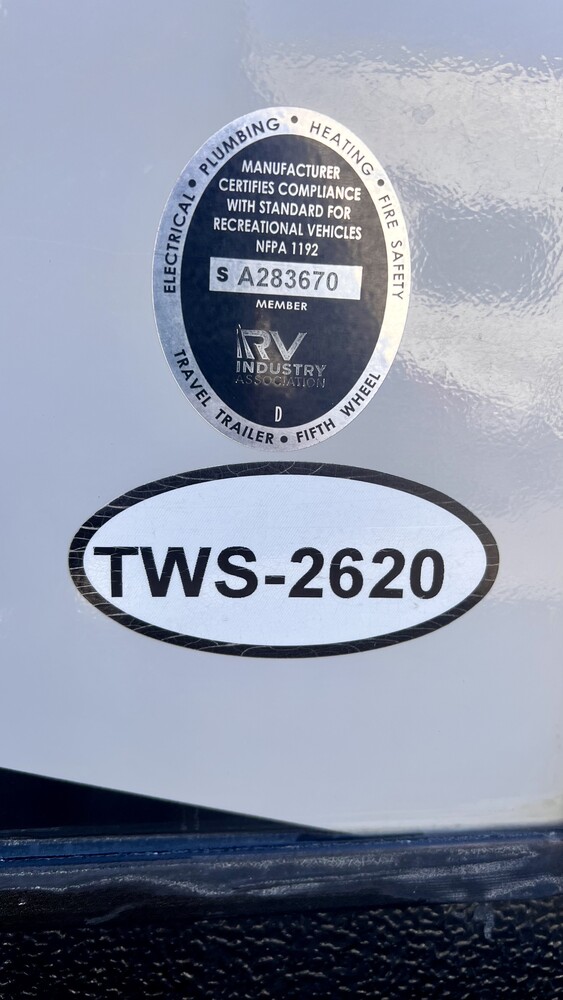 ELECTRICAL • PLUMBING • HEATING • FIRE SAFETY
MANUFACTURER
CERTIFIES COMPLIANCE
WITH STANDARD FOR
RECREATIONAL VEHICLES
NFPA 1192
S A283670
MEMBER
RV
INDUSTRY
ASSOCIATION
D
TRAVEL TRAILER • FIFTH WHEEL
TWS-2620